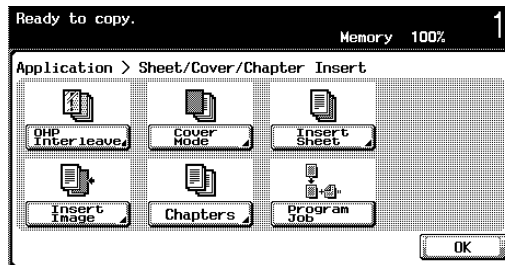 Ready to copy.
Memory 100% 1
Application > Sheet/Cover/Chapter Insert
OHP Cover Insert
Interleave Mode Sheet
Insert Chapters Program
Image Job
OK